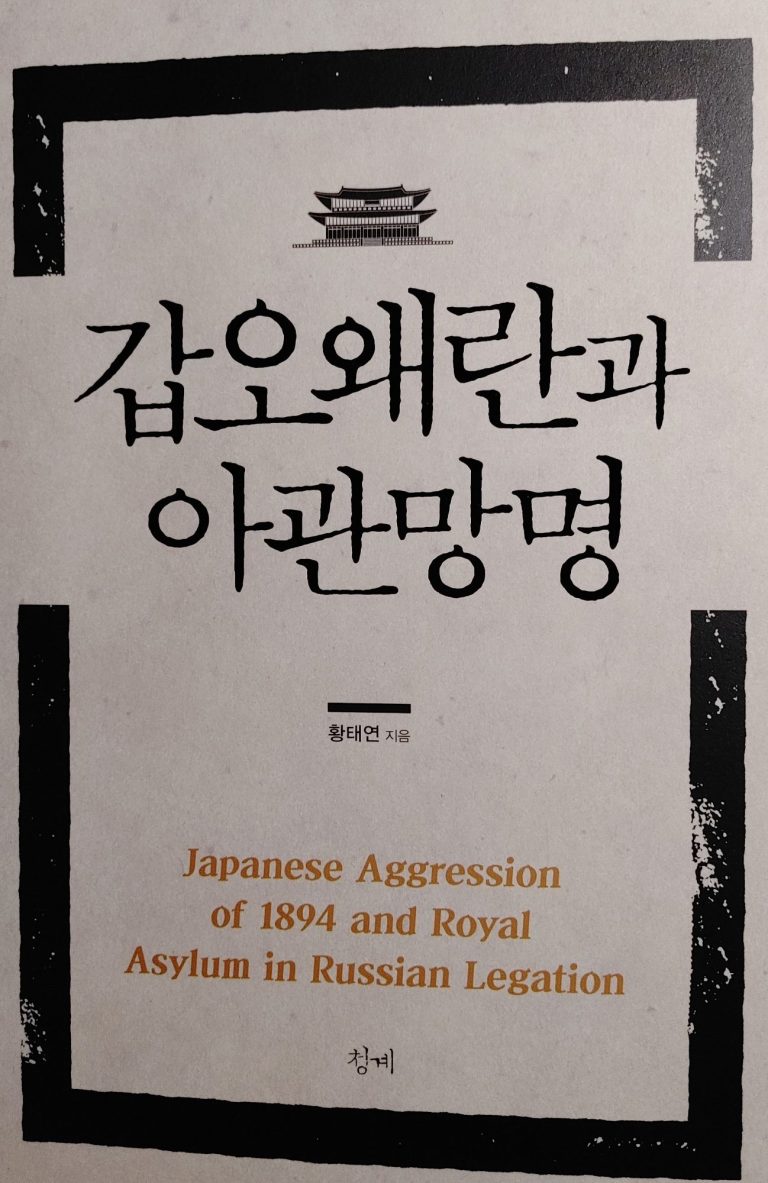 갑오왜란과
아관망명
황태연 지음
Japanese Aggression
of 1894 and Royal
Asylum in Russian Legation
청계